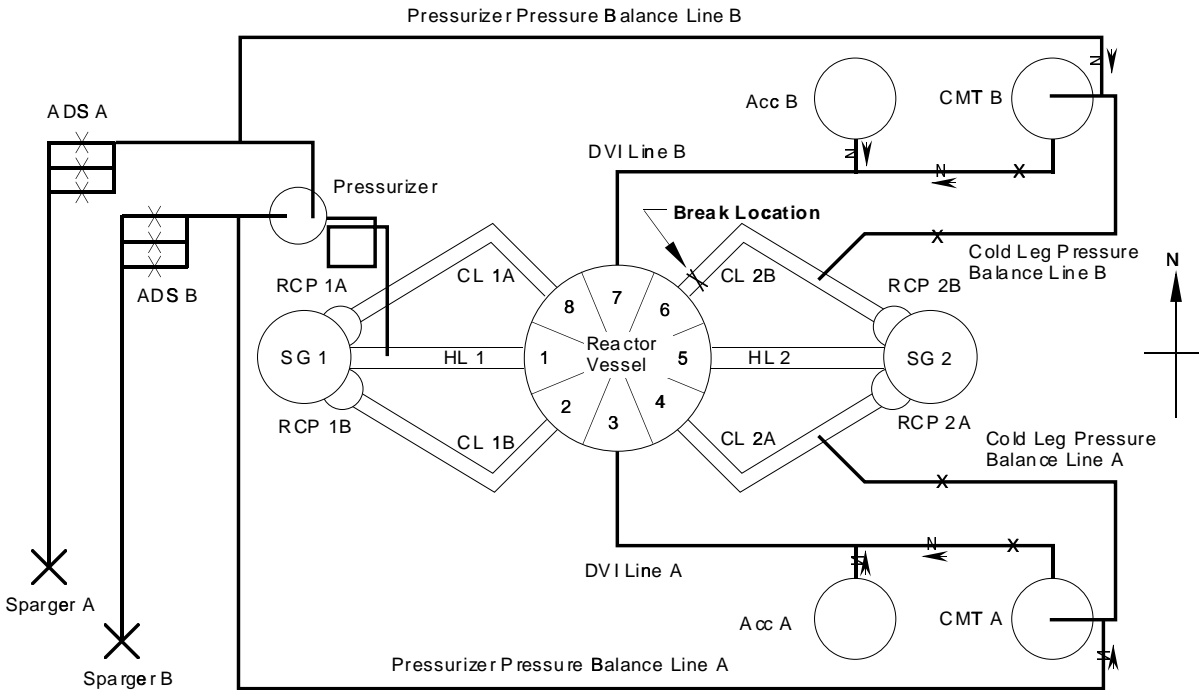 Pressurizer Pressure Balance Line B
ADS A
Acc B
CMT B
N
N
DVI Line B
N
X
Pressurizer
Break Location
X
Cold Leg Pressure
Balance Line B
N
ADS B
RCP 1A
CL 1A
CL 2B
RCP 2B
8
7
6
SG 1
HL 1
1
Reactor
Vessel
5
HL 2
SG 2
2
3
4
RCP 1B
CL 1B
CL 2A
RCP 2A
Cold Leg Pressure
Balance Line A
X
N
X
N
DVI Line A
Sparger A
Acc A
CMT A
Sparger B
Pressurizer Pressure Balance Line A
N